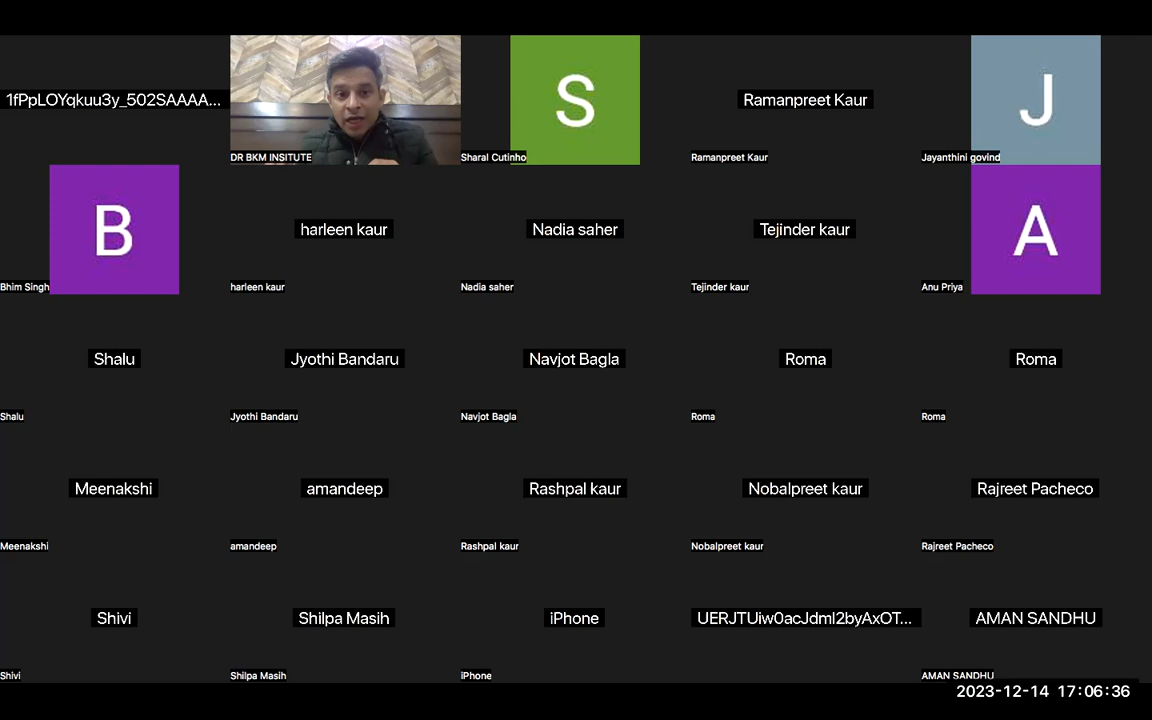 1fPpLOYqkuu3y_502SAAAA...
DR BKM INSITUTE
S
Sharal Cutinho
Ramanpreet Kaur
Ramanpreet Kaur
J
Jayanthini govind
B
Bhim Singh
harleen kaur
harleen kaur
Nadia saher
Nadia saher
Tejinder kaur
Tejinder kaur
A
Anu Priya
Shalu
Shalu
Jyothi Bandaru
Jyothi Bandaru
Navjot Bagla
Navjot Bagla
Roma
Roma
Roma
Roma
Meenakshi
Meenakshi
amandeep
amandeep
Rashpal kaur
Rashpal kaur
Nobalpreet kaur
Nobalpreet kaur
Rajreet Pacheco
Rajreet Pacheco
Shivi
Shivi
Shilpa Masih
Shilpa Masih
iPhone
iPhone
UERJTUiw0acJdmI2byAxOT...
AMAN SANDHU
AMAN SANDHU
2023-12-14 17:06:36